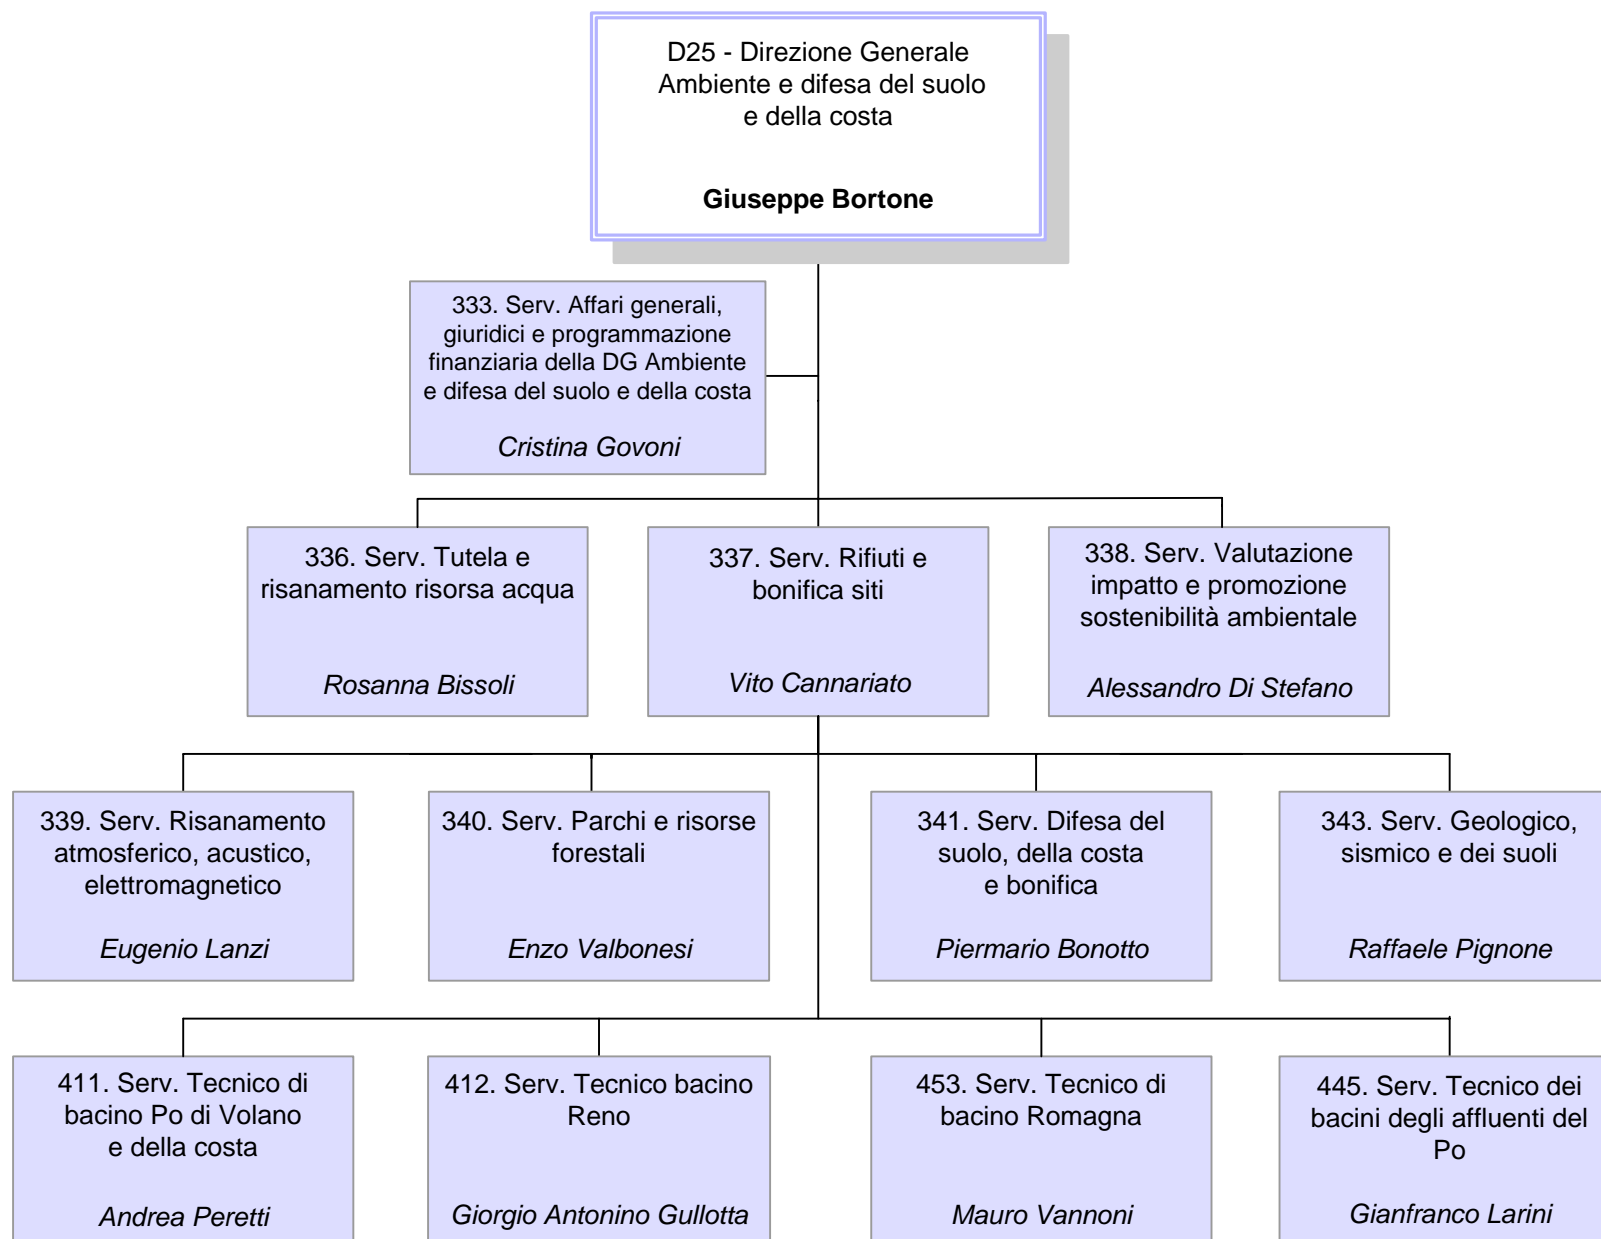 D25 - Direzione Generale
Ambiente e difesa del suolo
e della costa
Giuseppe Bortone
333. Serv. Affari generali,
giuridici e programmazione
finanziaria della DG Ambiente
e difesa del suolo e della costa
Cristina Govoni
336. Serv. Tutela e
risanamento risorsa acqua
Rosanna Bissoli
337. Serv. Rifiuti e
bonifica siti
Vito Cannariato
338. Serv. Valutazione
impatto e promozione
sostenibilità ambientale
Alessandro Di Stefano
339. Serv. Risanamento
atmosferico, acustico,
elettromagnetico
Eugenio Lanzi
340. Serv. Parchi e risorse
forestali
Enzo Valbonesi
341. Serv. Difesa del
suolo, della costa
e bonifica
Piermario Bonotto
343. Serv. Geologico,
sismico e dei suoli
Raffaele Pignone
411. Serv. Tecnico di
bacino Po di Volano
e della costa
Andrea Peretti
412. Serv. Tecnico bacino
Reno
Giorgio Antonino Gullotta
453. Serv. Tecnico di
bacino Romagna
Mauro Vannoni
445. Serv. Tecnico dei
bacini degli affluenti del
Po
Gianfranco Larini